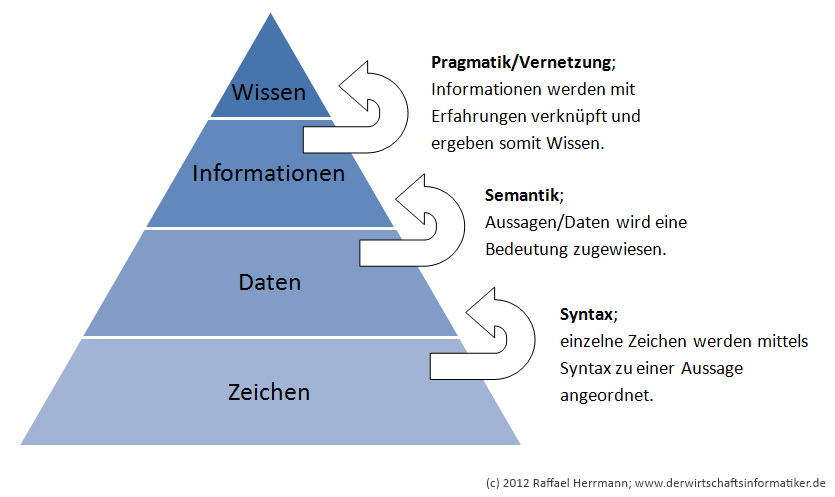 Wissen
Pragmatik/Vernetzung;
Informationen werden mit
Erfahrungen verknüpft und
ergeben somit Wissen.
Informationen
Semantik;
Aussagen/Daten wird eine
Bedeutung zugewiesen.
Daten
Syntax;
einzelne Zeichen werden mittels
Syntax zu einer Aussage
angeordnet.
Zeichen
(c) 2012 Raffael Herrmann; www.derwirtschaftsinformatiker.de